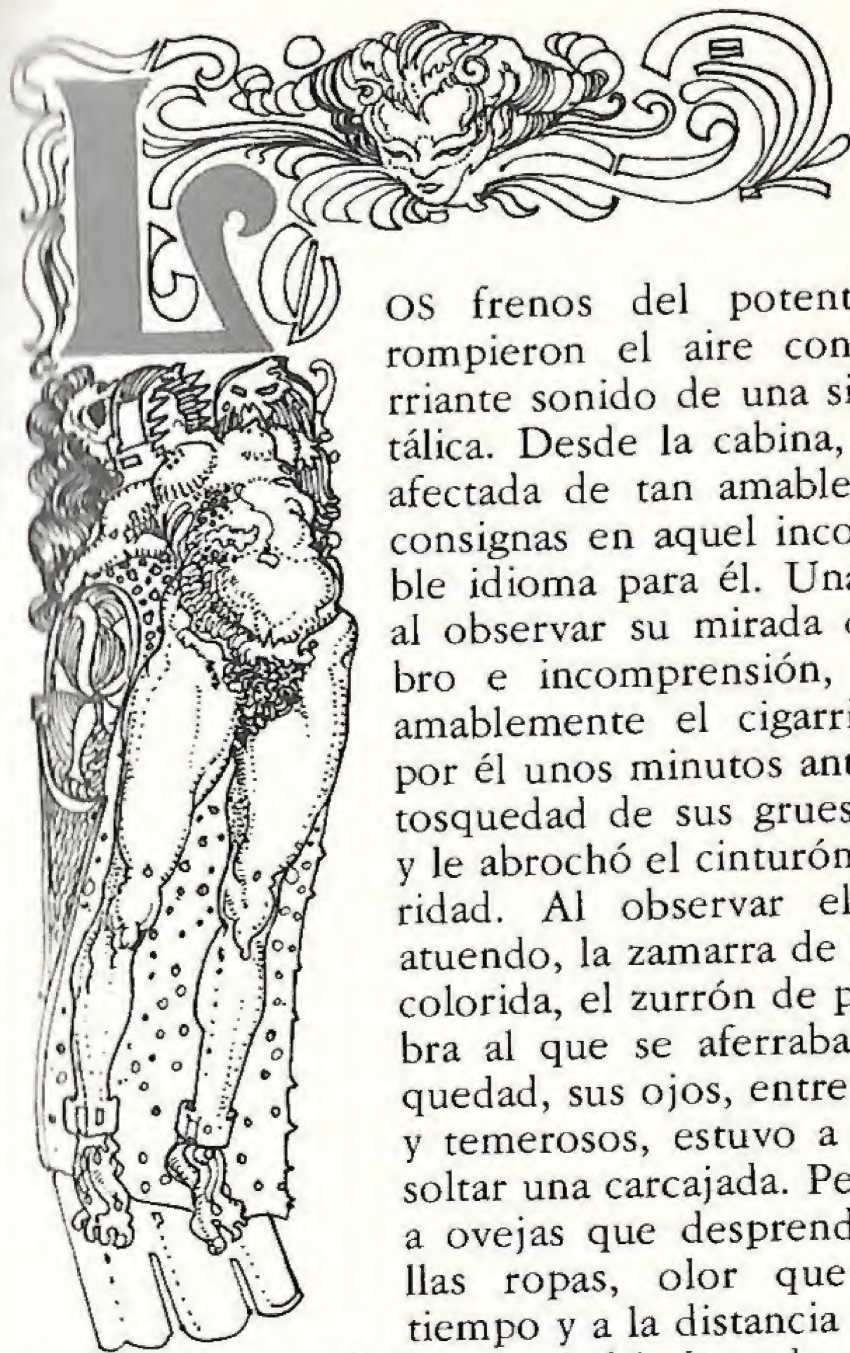 LOS frenos del potent
rompieron el aire con
rriante sonido de una si
tálica. Desde la cabina,
afectada de tan amable
consignas en aquel inco
ble idioma para él. Una
al observar su mirada
bro e incomprensión,
amablemente el cigarri
por él unos minutos ant
tosquedad de sus grues
y le abrochó el cinturón
ridad. Al observar el
atuendo, la zamarra de
colorida, el zurrón de p
bra al que se aferraba
quedad, sus ojos, entre
y temerosos, estuvo a
soltar una carcajada. Pe
a ovejas que desprend
llas ropas, olor que
tiempo y a la distancia